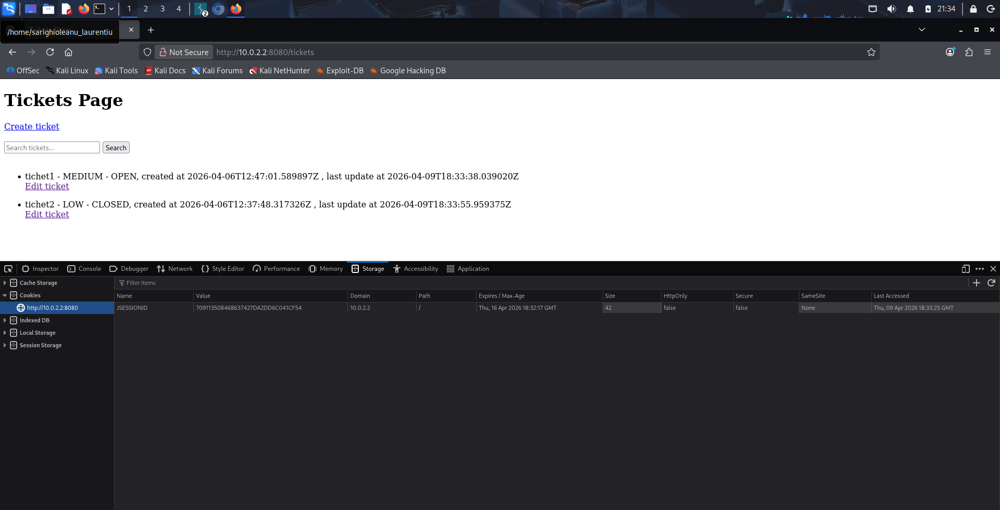 1 2 3 4 2 21:34
/home/sarighioleanu_laurentiu
Not Secure http://10.0.2.2:8080/tickets
OffSec Kali Linux Kali Tools Kali Docs Kali Forums Kali NetHunter Exploit-DB Google Hacking DB
Tickets Page
Create ticket
Search tickets... Search
• tichet1 - MEDIUM - OPEN, created at 2026-04-06T12:47:01.589897Z , last update at 2026-04-09T18:33:38.039020Z
Edit ticket
• tichet2 - LOW - CLOSED, created at 2026-04-06T12:37:48.317326Z , last update at 2026-04-09T18:33:55.959375Z
Edit ticket
Inspector Console Debugger Network Style Editor Performance Memory Storage Accessibility Application
Cache Storage Filter Items
Cookies Name Value Domain Path Expires / Max-Age Size HttpOnly Secure SameSite Last Accessed
http://10.0.2.2:8080 JSESSIONID 709113508468637427DA2DD6C041CF54 10.0.2.2 / Thu, 16 Apr 2026 18:32:17 GMT 42 false false None Thu, 09 Apr 2026 18:33:25 GMT
Indexed DB
Local Storage
Session Storage